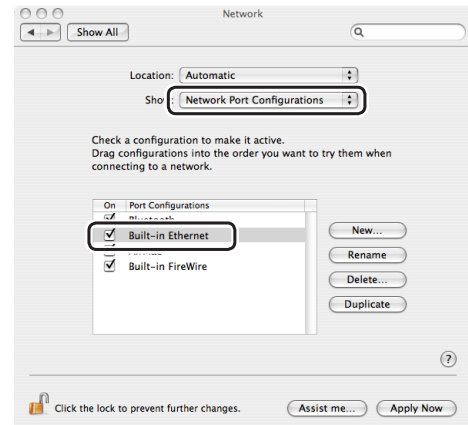 Network
Show All
Location: Automatic
Sho : Network Port Configurations
Check a configuration to make it active.
Drag configurations into the order you want to try them when
connecting to a network.
On Port Configurations
Bluetooth
Built-in Ethernet
New...
Rename
Built-in FireWire
Delete...
Duplicate
?
Click the lock to prevent further changes.
Assist me... Apply Now